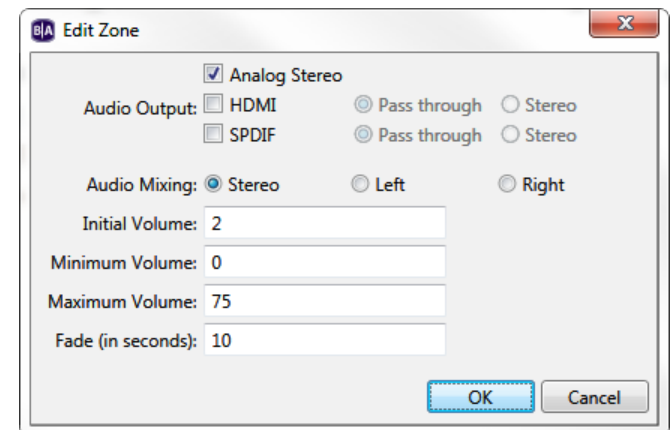 B|A Edit Zone
Analog Stereo
Audio Output: HDMI Pass through Stereo
SPDIF Pass through Stereo
Audio Mixing: Stereo Left Right
Initial Volume: 2
Minimum Volume: 0
Maximum Volume: 75
Fade (in seconds): 10
OK Cancel